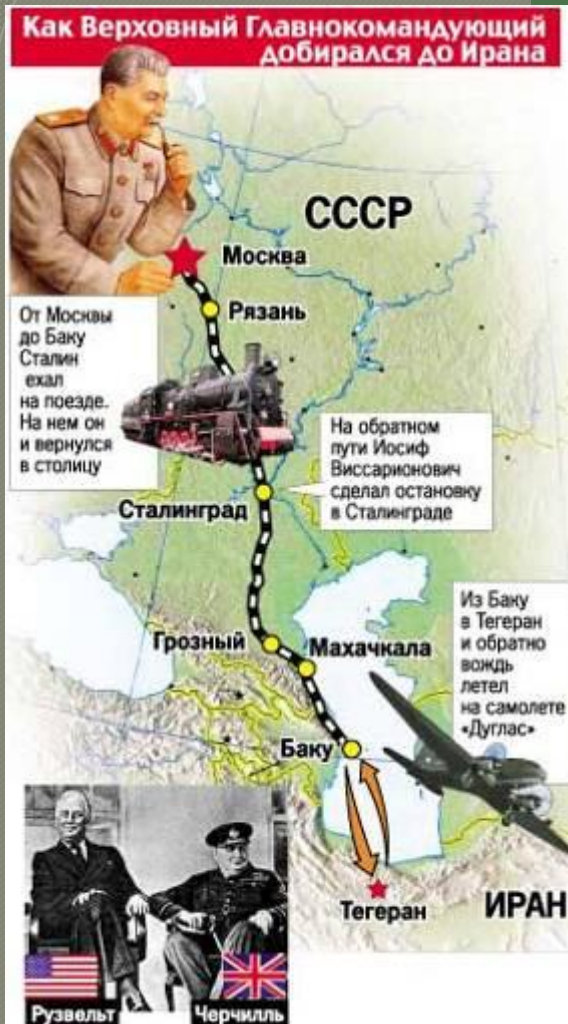 Как Верховный Главнокомандующий
добирался до Ирана
СССР
Москва
Рязань
От Москвы
до Баку
Сталин
ехал
на поезде.
На нем он
и вернулся
в столицу
На обратном
пути Иосиф
Виссарионович
сделал остановку
в Сталинграде
Сталинград
Из Баку
в Тегеран
и обратно
вождь
летел
на самолете
«Дуглас»
Грозный
Махачкала
Баку
Тегеран
ИРАН
Рузвельт
Черчилль